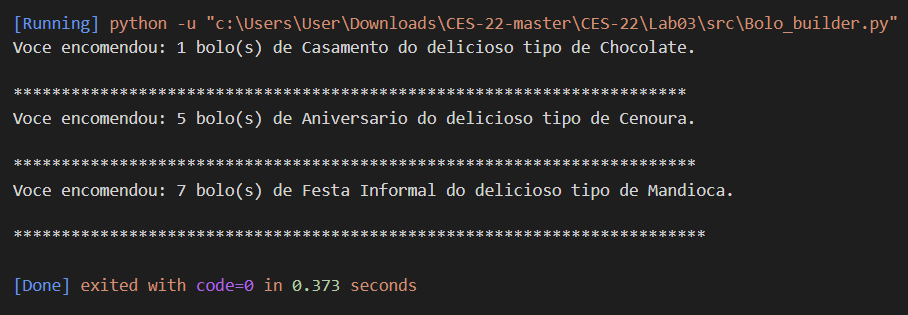 [Running] python -u "c:\Users\User\Downloads\CES-22-master\CES-22\Lab03\src\Bolo_builder.py"
Voce encomendou: 1 bolo(s) de Casamento do delicioso tipo de Chocolate.
**********************************************************************
Voce encomendou: 5 bolo(s) de Aniversario do delicioso tipo de Cenoura.
***********************************************************************
Voce encomendou: 7 bolo(s) de Festa Informal do delicioso tipo de Mandioca.
************************************************************************
[Done] exited with code=0 in 0.373 seconds